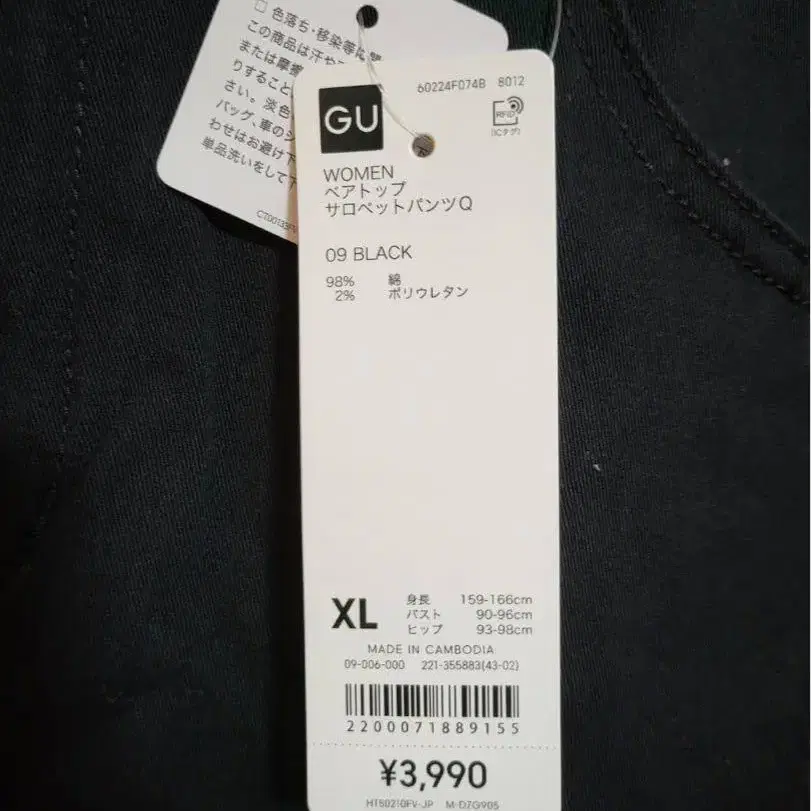 □ 色落ち・移染等に
この商品は汗や
または摩擦
りすること
さい。淡色
バッグ、車のシ
わせはお避け下
単品洗いをして下
GU
60224F074B 8012
RFID
(ICタグ)
WOMEN
ベアトップ
サロペットパンツQ
09 BLACK
98% 綿
2% ポリウレタン
XL
身長 159-166cm
バスト 90-96cm
ヒップ 93-98cm
MADE IN CAMBODIA
09-006-000 221-355883(43-02)
2200071889155
¥3,990
HT50210FV-JP M-DZG905